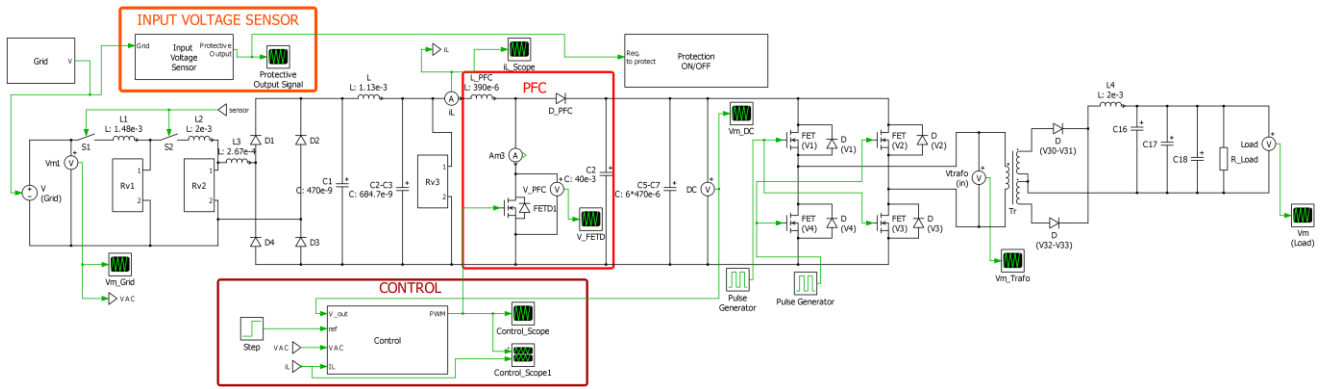 INPUT VOLTAGE SENSOR
Grid
V
Grid
Input
Voltage
Sensor
Protective
Output
Protective
Output Signal
iL
iL_Scope
Req.
to protect
Protection
ON/OFF
sensor
S1
L1
L: 1.48e-3
S2
L2
L: 2e-3
L3
L: 2.67e-4
Vm1
V
V
(Grid)
1
Rv1
2
1
Rv2
2
Vm_Grid
VAC
D1
D2
D4
D3
L
L: 1.13e-3
C1
C: 470e-9
C2-C3
C: 684.7e-9
A
iL
1
Rv3
2
L_PFC
L: 390e-6
PFC
D_PFC
Am3
A
V_PFC
V
FETD1
V_FETD
C2
C: 40e-3
C5-C7
C: 6*470e-6
DC
V
Vm_DC
FET
(V1)
D
(V1)
FET
(V2)
D
(V2)
FET
(V4)
D
(V4)
FET
(V3)
D
(V3)
Pulse
Generator
Pulse Generator
Vtrafo
(in)
V
Vm_Trafo
Tr
D
(V30-V31)
D
(V32-V33)
L4
L: 2e-3
C16
C17
C18
R_Load
Load
V
Vm
(Load)
CONTROL
Step
VAC
iL
V_out
ref
VAC
IL
Control
PWM
Control_Scope
Control_Scope1